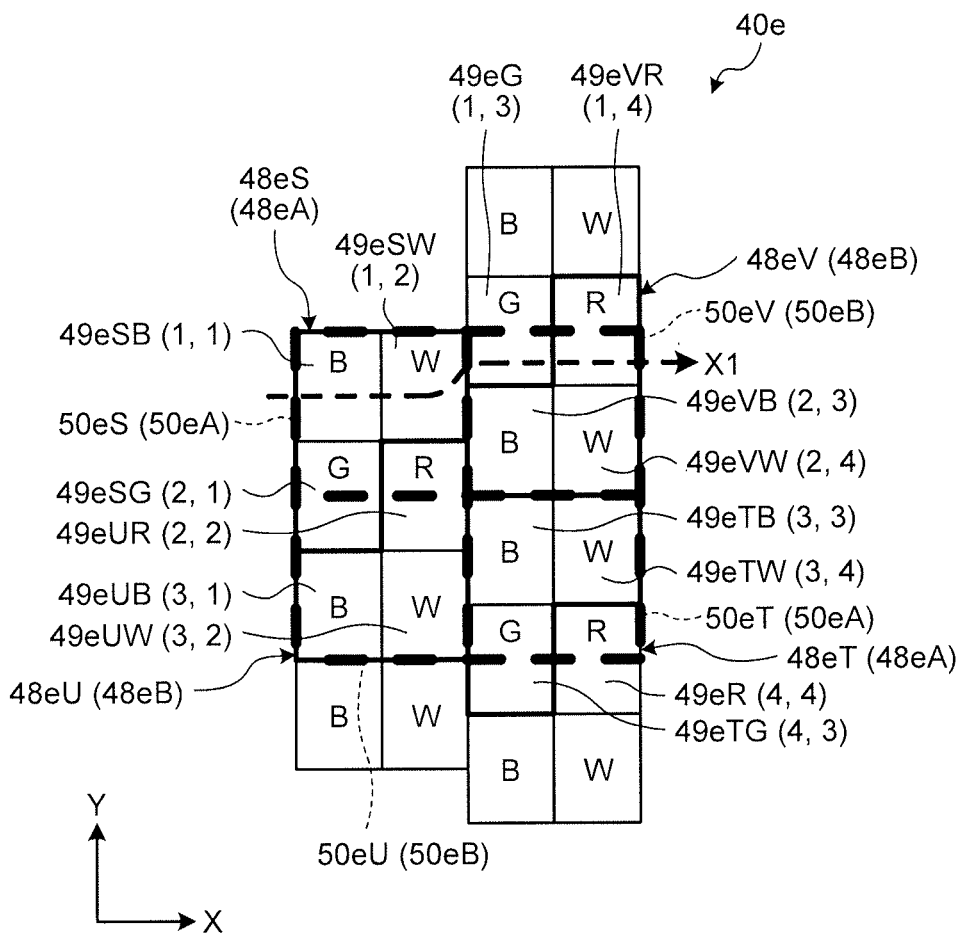 40e
49eG
(1, 3)
49eVR
(1, 4)
48eS
(48eA)
49eSW
(1, 2)
B
W
48eV (48eB)
G
R
50eV (50eB)
49eSB (1, 1)
B
W
X1
50eS (50eA)
49eVB (2, 3)
B
W
49eVW (2, 4)
G
R
49eSG (2, 1)
49eTB (3, 3)
49eUR (2, 2)
B
W
49eTW (3, 4)
49eUB (3, 1)
B
W
50eT (50eA)
49eUW (3, 2)
G
R
48eT (48eA)
48eU (48eB)
49eR (4, 4)
B
W
49eTG (4, 3)
B
W
Y
50eU (50eB)
X